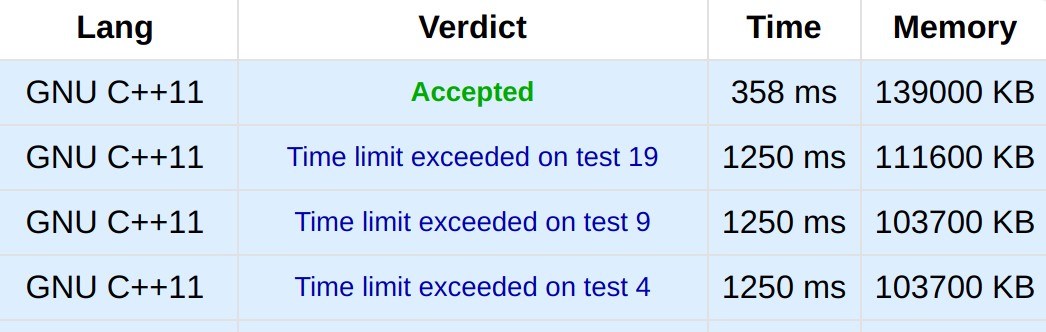 Lang Verdict Time Memory
GNU C++11 Accepted 358 ms 139000 KB
GNU C++11 Time limit exceeded on test 19 1250 ms 111600 KB
GNU C++11 Time limit exceeded on test 9 1250 ms 103700 KB
GNU C++11 Time limit exceeded on test 4 1250 ms 103700 KB